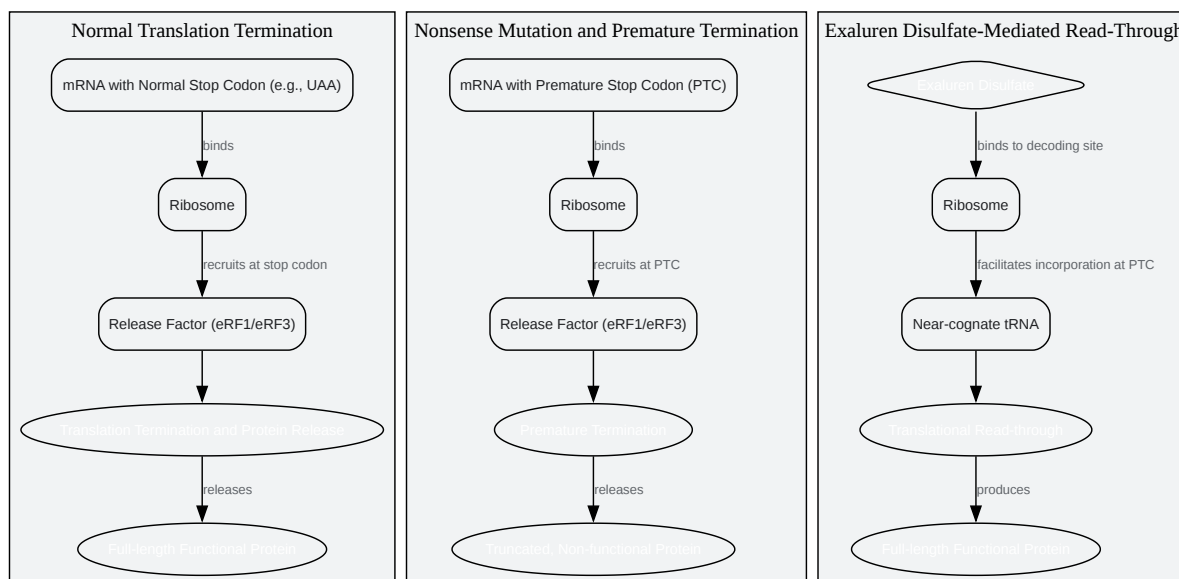 Normal Translation Termination
mRNA with Normal Stop Codon (e.g., UAA)
binds
Ribosome
recruits at stop codon
Release Factor (eRF1/eRF3)
Translation Termination and Protein Release
releases
Full-length Functional Protein
Nonsense Mutation and Premature Termination
mRNA with Premature Stop Codon (PTC)
binds
Ribosome
recruits at PTC
Release Factor (eRF1/eRF3)
Premature Termination
releases
Truncated, Non-functional Protein
Exaluren Disulfate-Mediated Read-Through
Exaluren Disulfate
binds to decoding site
Ribosome
facilitates incorporation at PTC
Near-cognate tRNA
Translational Read-through
produces
Full-length Functional Protein